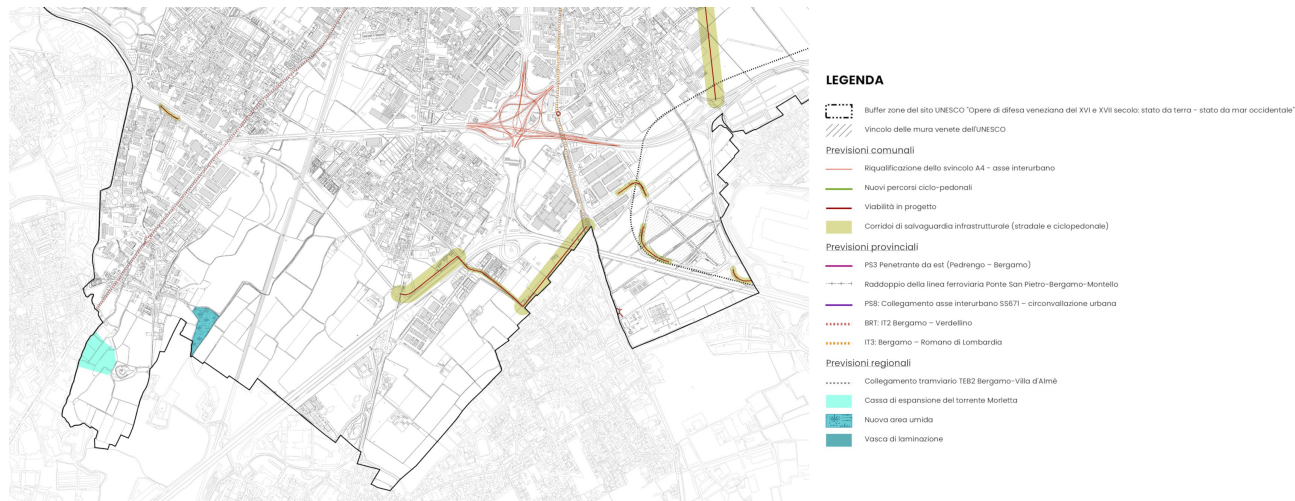 LEGENDA
Buffer zone del sito UNESCO "Opere di difesa veneziana del XVI e XVII secolo: stato da terra - stato da mar occidentale"
Vincolo delle mura venete dell'UNESCO
Previsioni comunali
Riqualificazione dello svincolo A4 - asse interurbano
Nuovi percorsi ciclo-pedonali
Viabilità in progetto
Corridoi di salvaguardia infrastrutturale (stradale e ciclopedonale)
Previsioni provinciali
PS3 Penetrante da est (Pedrengo – Bergamo)
Raddoppio della linea ferroviaria Ponte San Pietro-Bergamo-Montello
PS8: Collegamento asse interurbano SS671 – circonvallazione urbana
BRT: IT2 Bergamo – Verdellino
IT3: Bergamo – Romano di Lombardia
Previsioni regionali
Collegamento tramviario TEB2 Bergamo-Villa d'Almè
Cassa di espansione del torrente Morletta
Nuova area umida
Vasca di laminazione